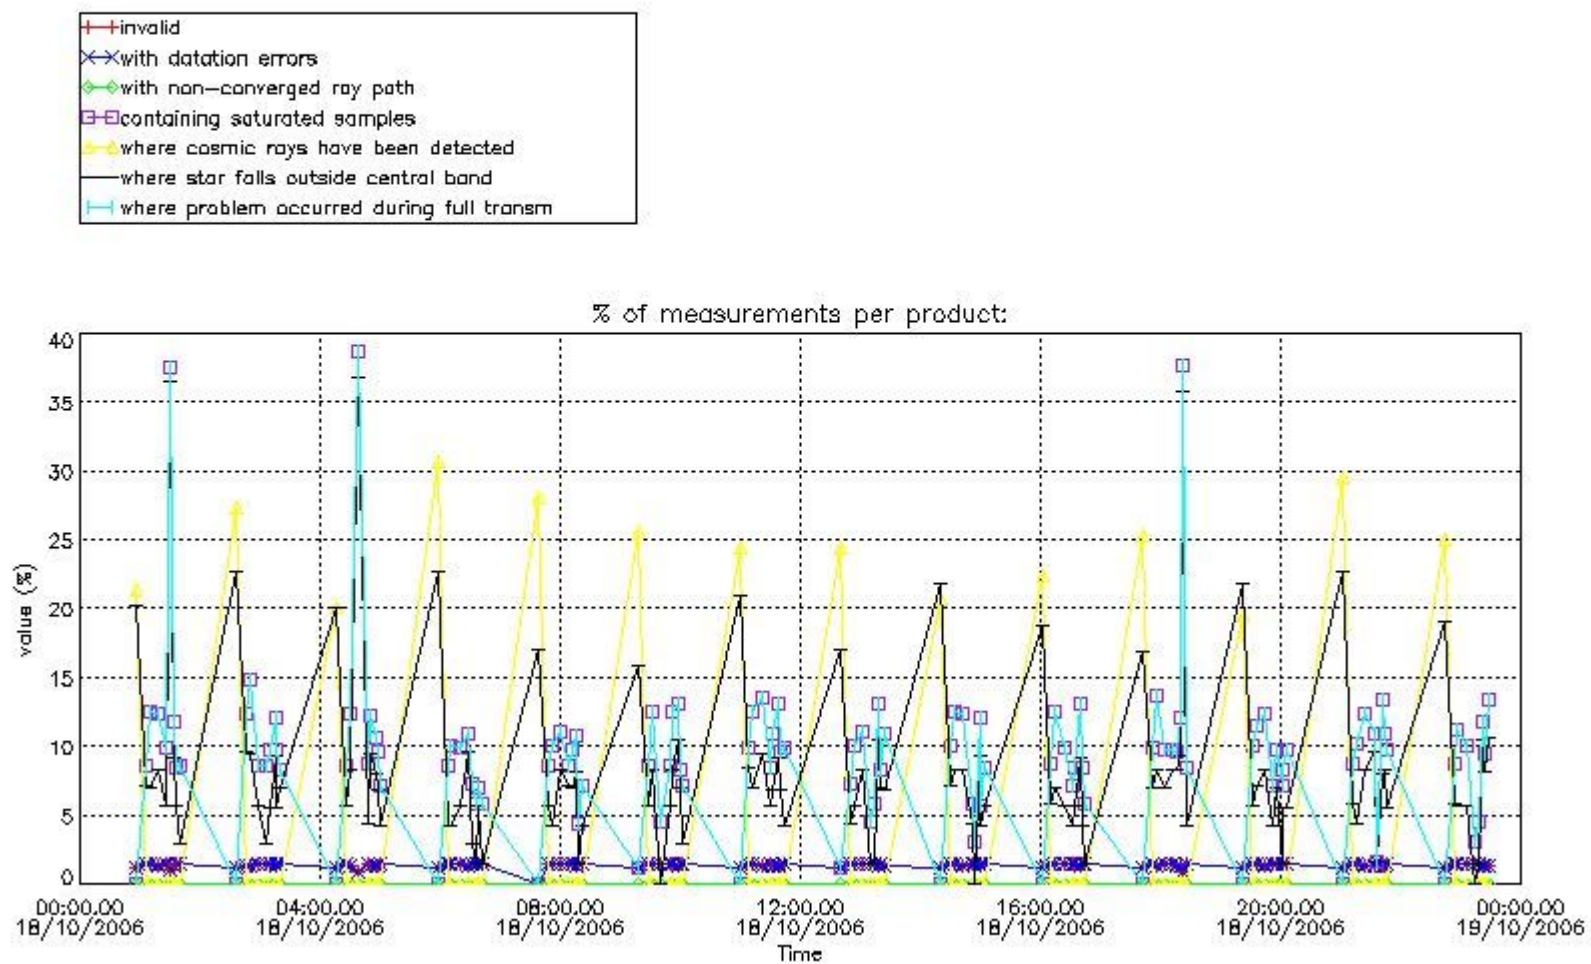 invalid
with datation errors
with non-converged ray path
containing saturated samples
where cosmic rays have been detected
where star falls outside central band
where problem occurred during full transm
% of measurements per product:
40
35
30
25
20
15
10
5
0
value (%)
00:00:00 04:00:00 08:00:00 12:00:00 16:00:00 20:00:00 00:00:00
18/10/2006 18/10/2006 18/10/2006 18/10/2006 18/10/2006 18/10/2006 19/10/2006
Time